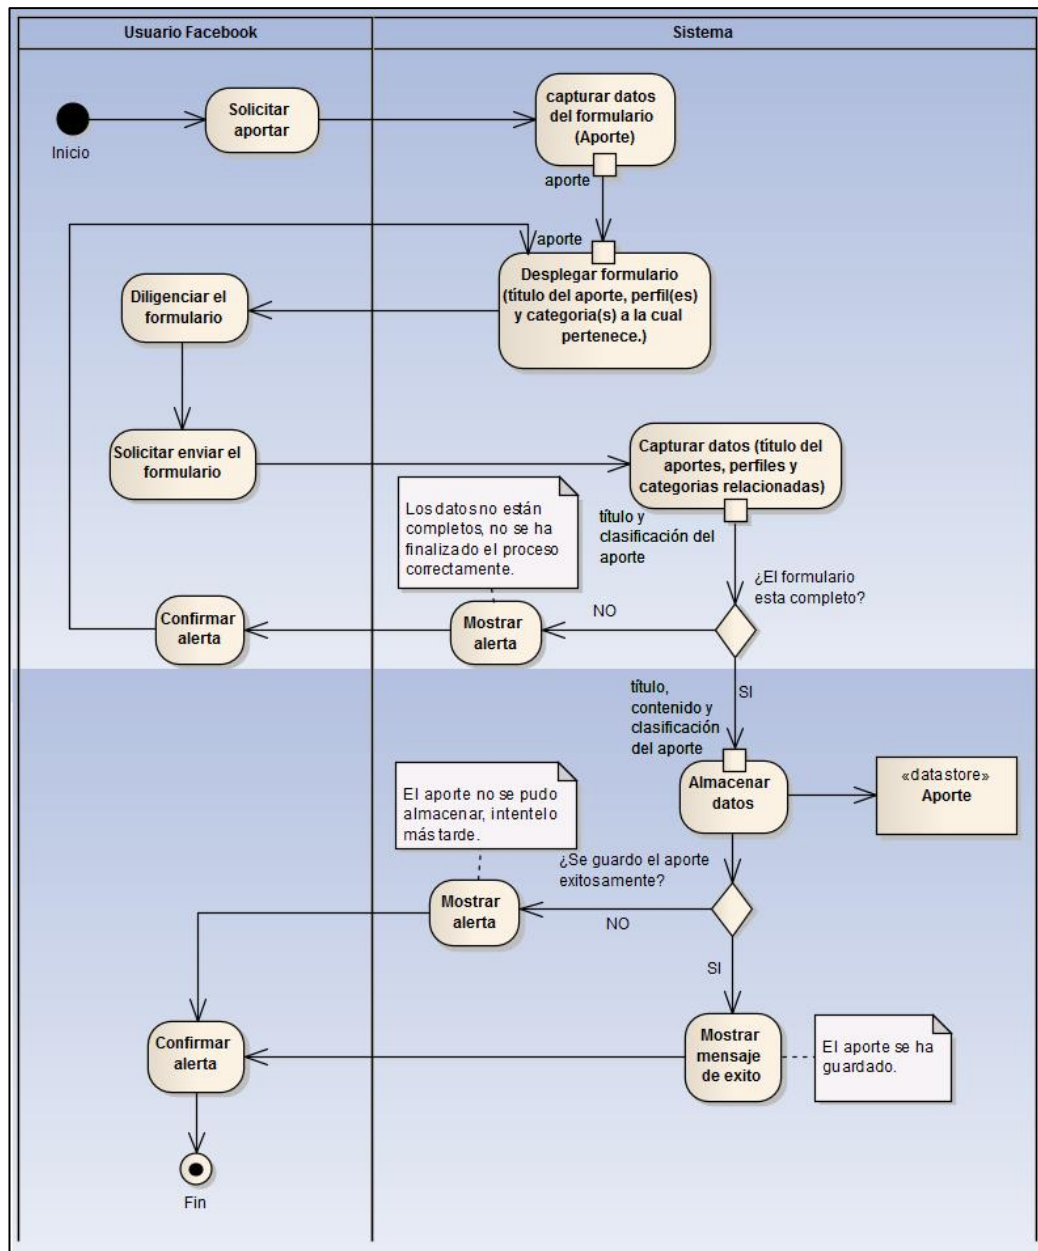 Usuario Facebook
Sistema
Inicio
Solicitar
aportar
capturar datos
del formulario
(Aporte)
aporte
aporte
Desplegar formulario
(título del aporte, perfil(es)
y categoria(s) a la cual
pertenece.)
Diligenciar el
formulario
Solicitar enviar el
formulario
Capturar datos (título del
aportes, perfiles y
categorias relacionadas)
Los datos no están
completos, no se ha
finalizado el proceso
correctamente.
título y
clasificación del
aporte
¿El formulario
esta completo?
NO
Mostrar
alerta
Confirmar
alerta
SI
título,
contenido y
clasificación
del aporte
Almacenar
datos
«datastore»
Aporte
El aporte no se pudo
almacenar, intentelo
más tarde.
¿Se guardo el aporte
exitosamente?
NO
Mostrar
alerta
SI
Mostrar
mensaje
de exito
El aporte se ha
guardado.
Confirmar
alerta
Fin